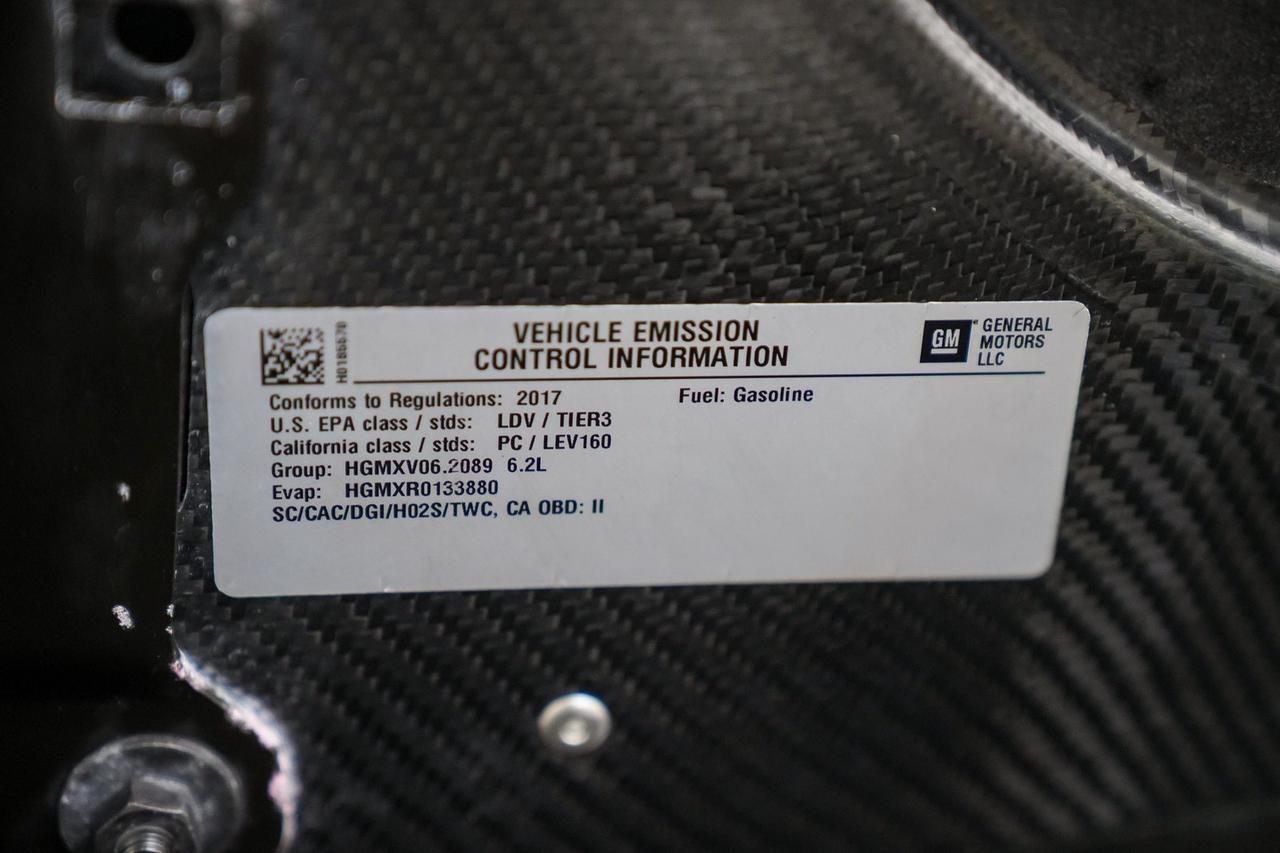 VEHICLE EMISSION
CONTROL INFORMATION
GM GENERAL
MOTORS
LLC
Conforms to Regulations: 2017 Fuel: Gasoline
U.S. EPA class / stds: LDV / TIER3
California class / stds: PC / LEV160
Group: HGMXV06.2089 6.2L
Evap: HGMXR0133880
SC/CAC/DGI/H02S/TWC, CA OBD: II